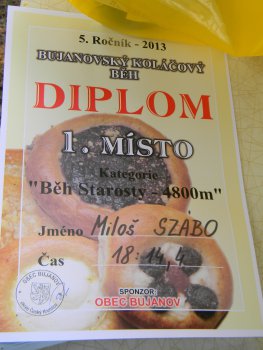 5. Ročník - 2013
BUJANOVSKÝ KOLÁČOVÝ
BĚH
DIPLOM
1. MÍSTO
Kategorie
"Běh Starosty - 4800m"
Jméno Miloš SZABO
Čas 18:14,4
OBEC BUJANOV
SPONZOR:
OBEC BUJANOV